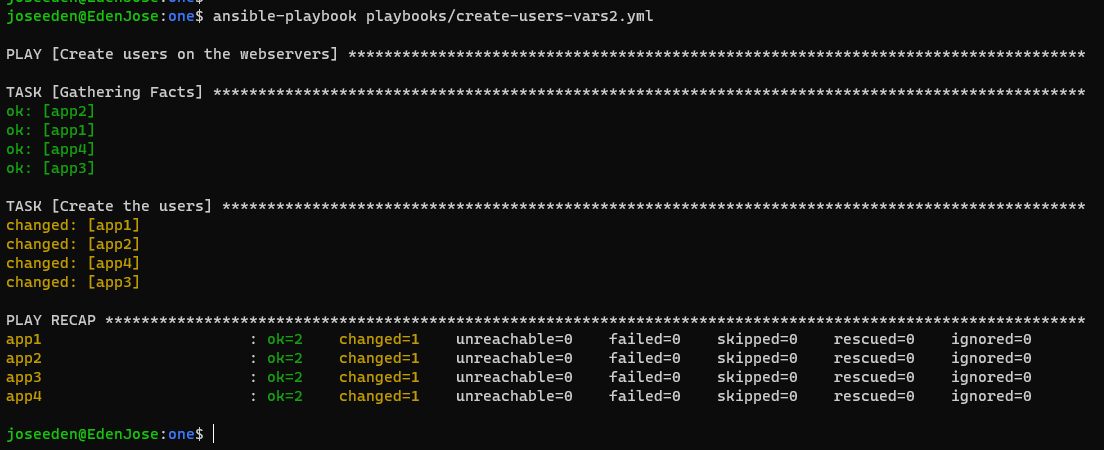 joseeden@EdenJose:one$ ansible-playbook playbooks/create-users-vars2.yml
PLAY [Create users on the webservers] **********************************************************************************
TASK [Gathering Facts] *************************************************************************************************
ok: [app2]
ok: [app1]
ok: [app4]
ok: [app3]
TASK [Create the users] ************************************************************************************************
changed: [app1]
changed: [app2]
changed: [app4]
changed: [app3]
PLAY RECAP *************************************************************************************************************
app1                       : ok=2    changed=1    unreachable=0    failed=0    skipped=0    rescued=0    ignored=0
app2                       : ok=2    changed=1    unreachable=0    failed=0    skipped=0    rescued=0    ignored=0
app3                       : ok=2    changed=1    unreachable=0    failed=0    skipped=0    rescued=0    ignored=0
app4                       : ok=2    changed=1    unreachable=0    failed=0    skipped=0    rescued=0    ignored=0
joseeden@EdenJose:one$